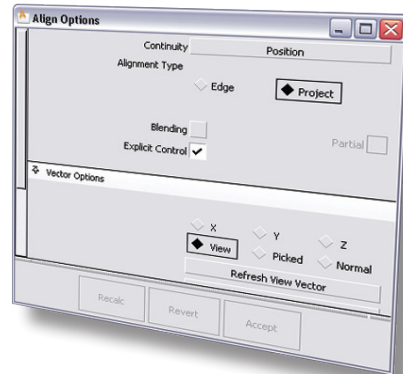 Align Options
Continuity Position
Alignment Type
Edge Project
Blending Partial
Explicit Control
Vector Options
X Y Z
View Picked Normal
Refresh View Vector
Recalc Revert Accept